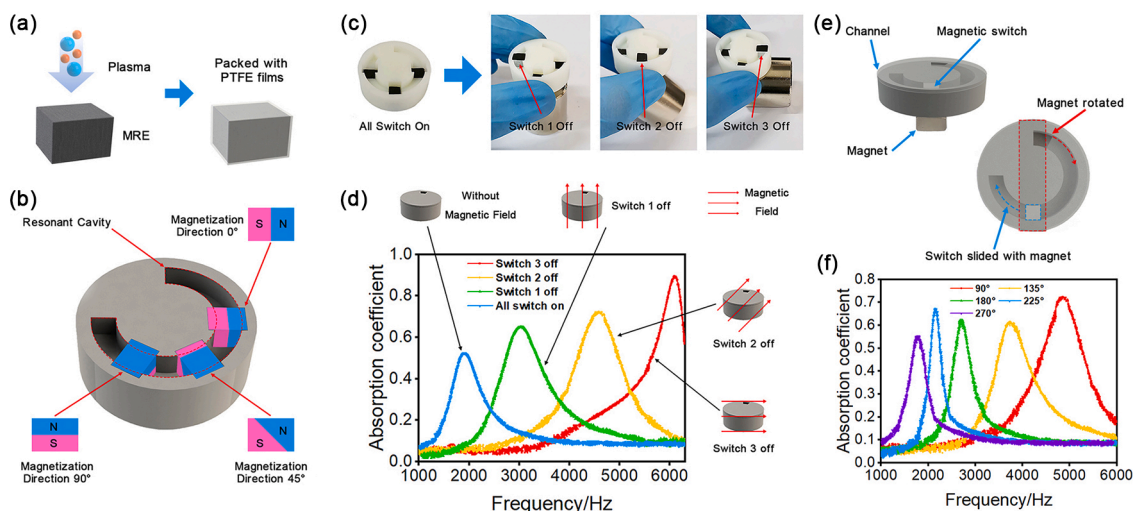 (a)
Plasma
MRE
Packed with
PTFE films
(b)
Resonant Cavity
Magnetization
Direction 0°
S N
N
S
Magnetization
Direction 90°
N
S
Magnetization
Direction 45°
(c)
All Switch On
Switch 1 Off
Switch 2 Off
Switch 3 Off
(d)
Without
Magnetic Field
Switch 1 off
Magnetic
Field
Switch 2 off
Switch 3 off
Absorption coefficient
1.0
0.8
0.6
0.4
0.2
0.0
Switch 3 off
Switch 2 off
Switch 1 off
All switch on
1000 2000 3000 4000 5000 6000
Frequency/Hz
(e)
Channel
Magnetic switch
Magnet rotated
Magnet
Switch slided with magnet
(f)
Absorption coefficient
0.8
0.7
0.6
0.5
0.4
0.3
0.2
0.1
0.0
90° 135°
180° 225°
270°
1000 2000 3000 4000 5000 6000
Frequency/Hz